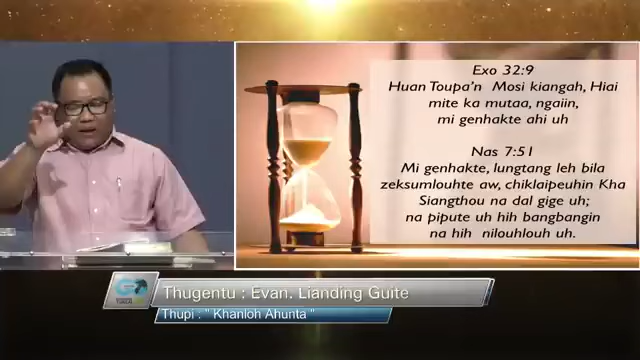 Exo 32:9
Huan Toupa'n Mosi kiangah, Hiai
mite ka mutaa, ngaiin,
mi genhakte ahi uh
Nas 7:51
Mi genhakte, lungtang leh bila
zeksumlouhte aw, chiklaipeuhin Kha
Siangthou na dal gige uh;
na pipute uh hih bangbangin
na hih nilouhlouh uh.
Thugentu : Evan. Lianding Guite
Thupi : " Khanloh Ahunta "